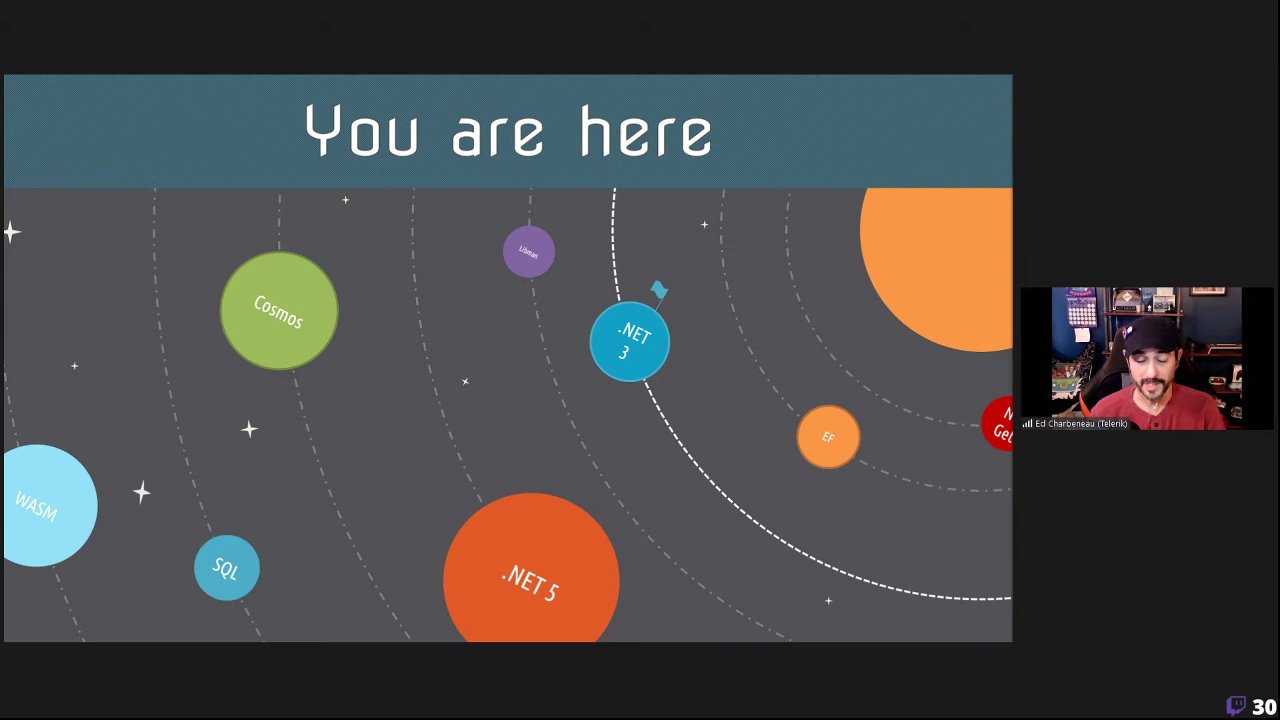 You are here
Cosmos
Libman
.NET
3
EF
WASM
SQL
.NET 5
Ed Charbeneau (Telerik)
30